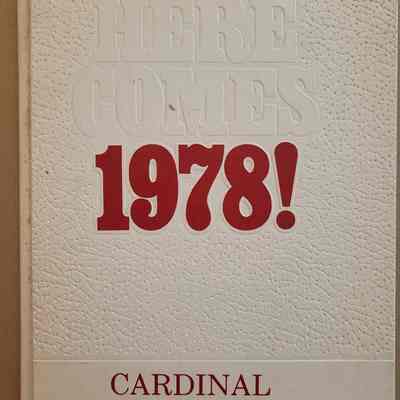 HERE
COMES
1978!
CARDINAL